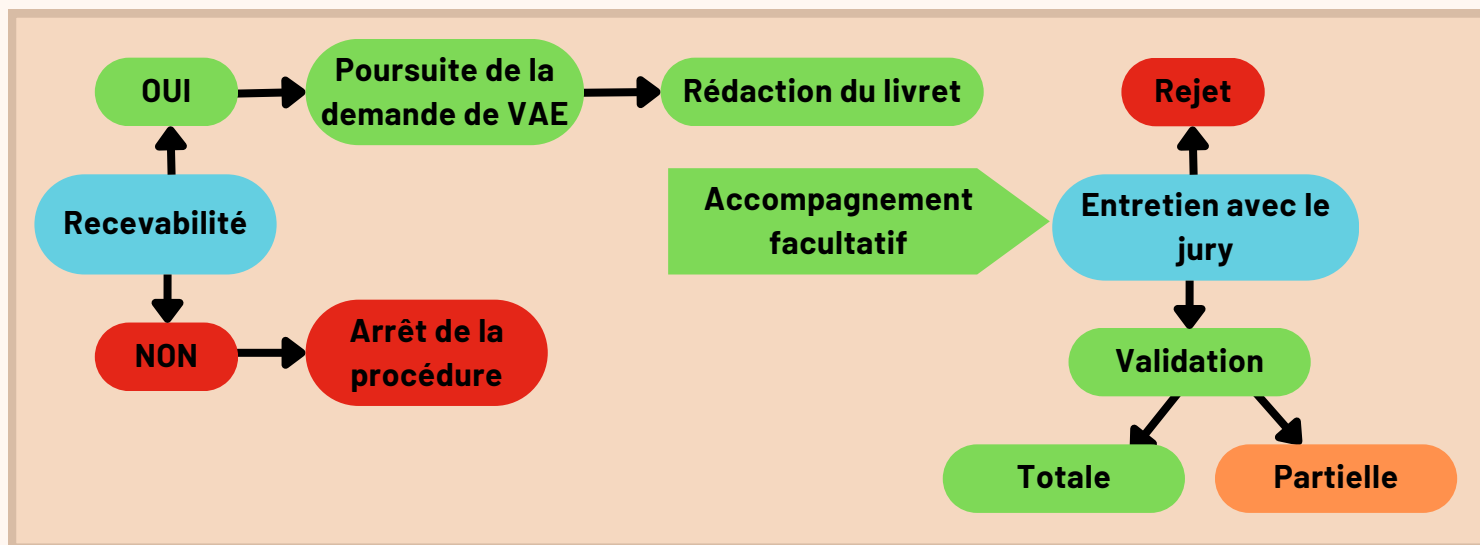 OUI
Poursuite de la
demande de VAE
Rédaction du livret
Rejet
Recevabilité
Accompagnement
facultatif
Entretien avec le
jury
NON
Arrêt de la
procédure
Validation
Totale
Partielle